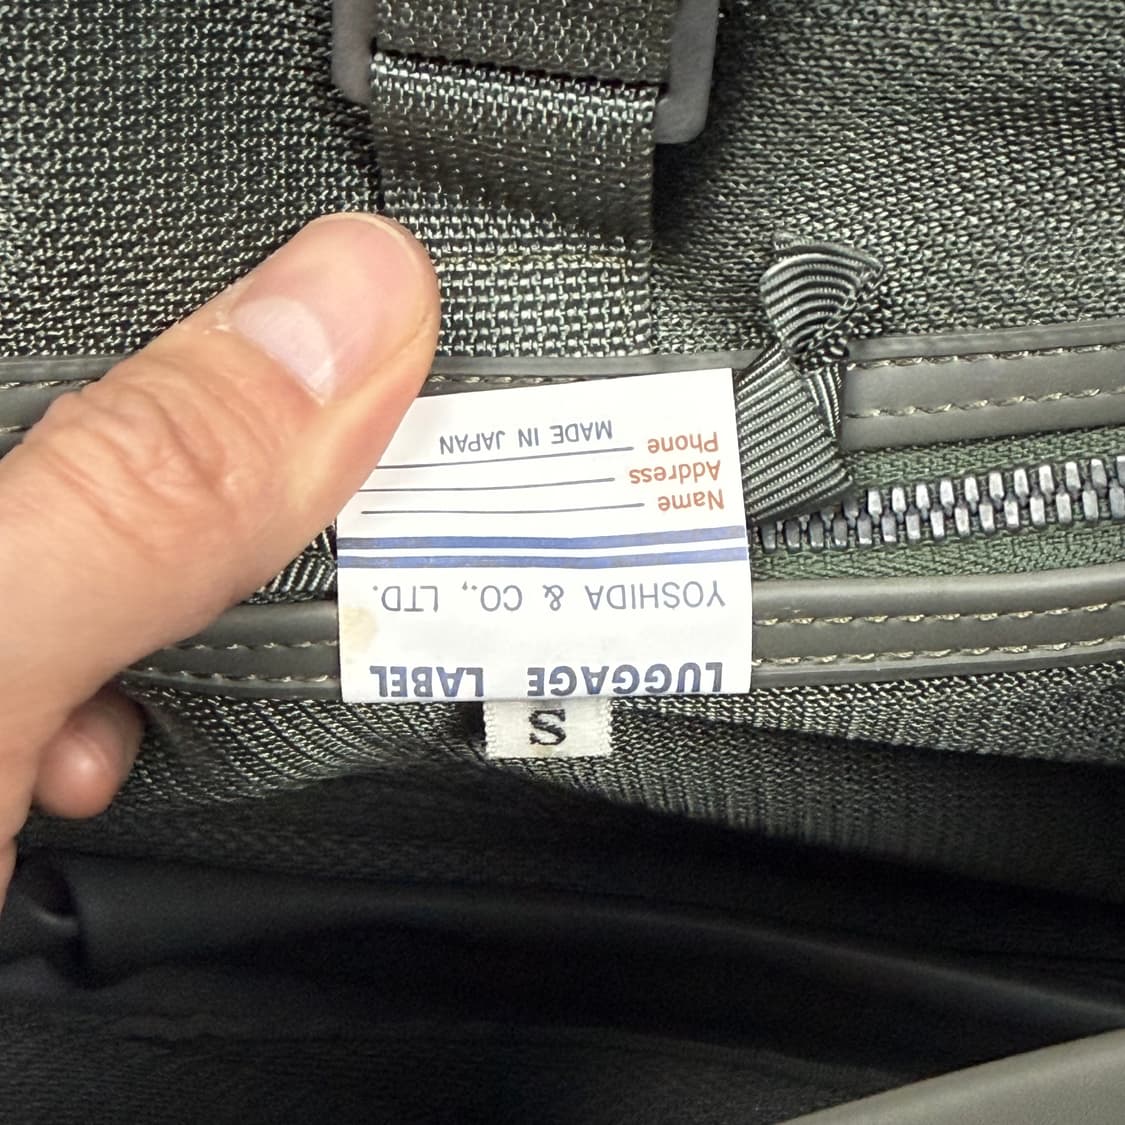 LUGGAGE LABEL
YOSHIDA & CO., LTD.
Name
Address
Phone
MADE IN JAPAN
S